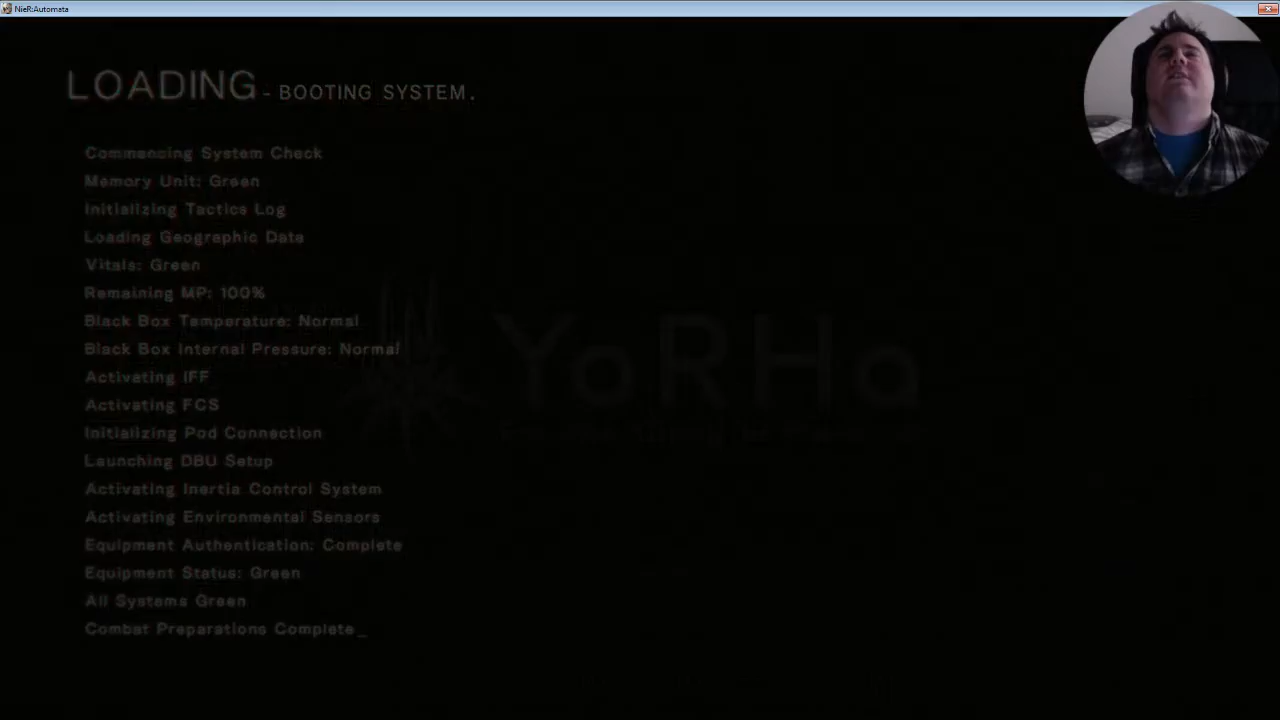 NieR:Automata
LOADING - BOOTING SYSTEM.
Commencing System Check
Memory Unit: Green
Initializing Tactics Log
Loading Geographic Data
Vitals: Green
Remaining MP: 100%
Black Box Temperature: Normal
Black Box Internal Pressure: Normal
Activating IFF
Activating FCS
Initializing Pod Connection
Launching DBU Setup
Activating Inertia Control System
Activating Environmental Sensors
Equipment Authentication: Complete
Equipment Status: Green
All Systems Green
Combat Preparations Complete_
YoRHa